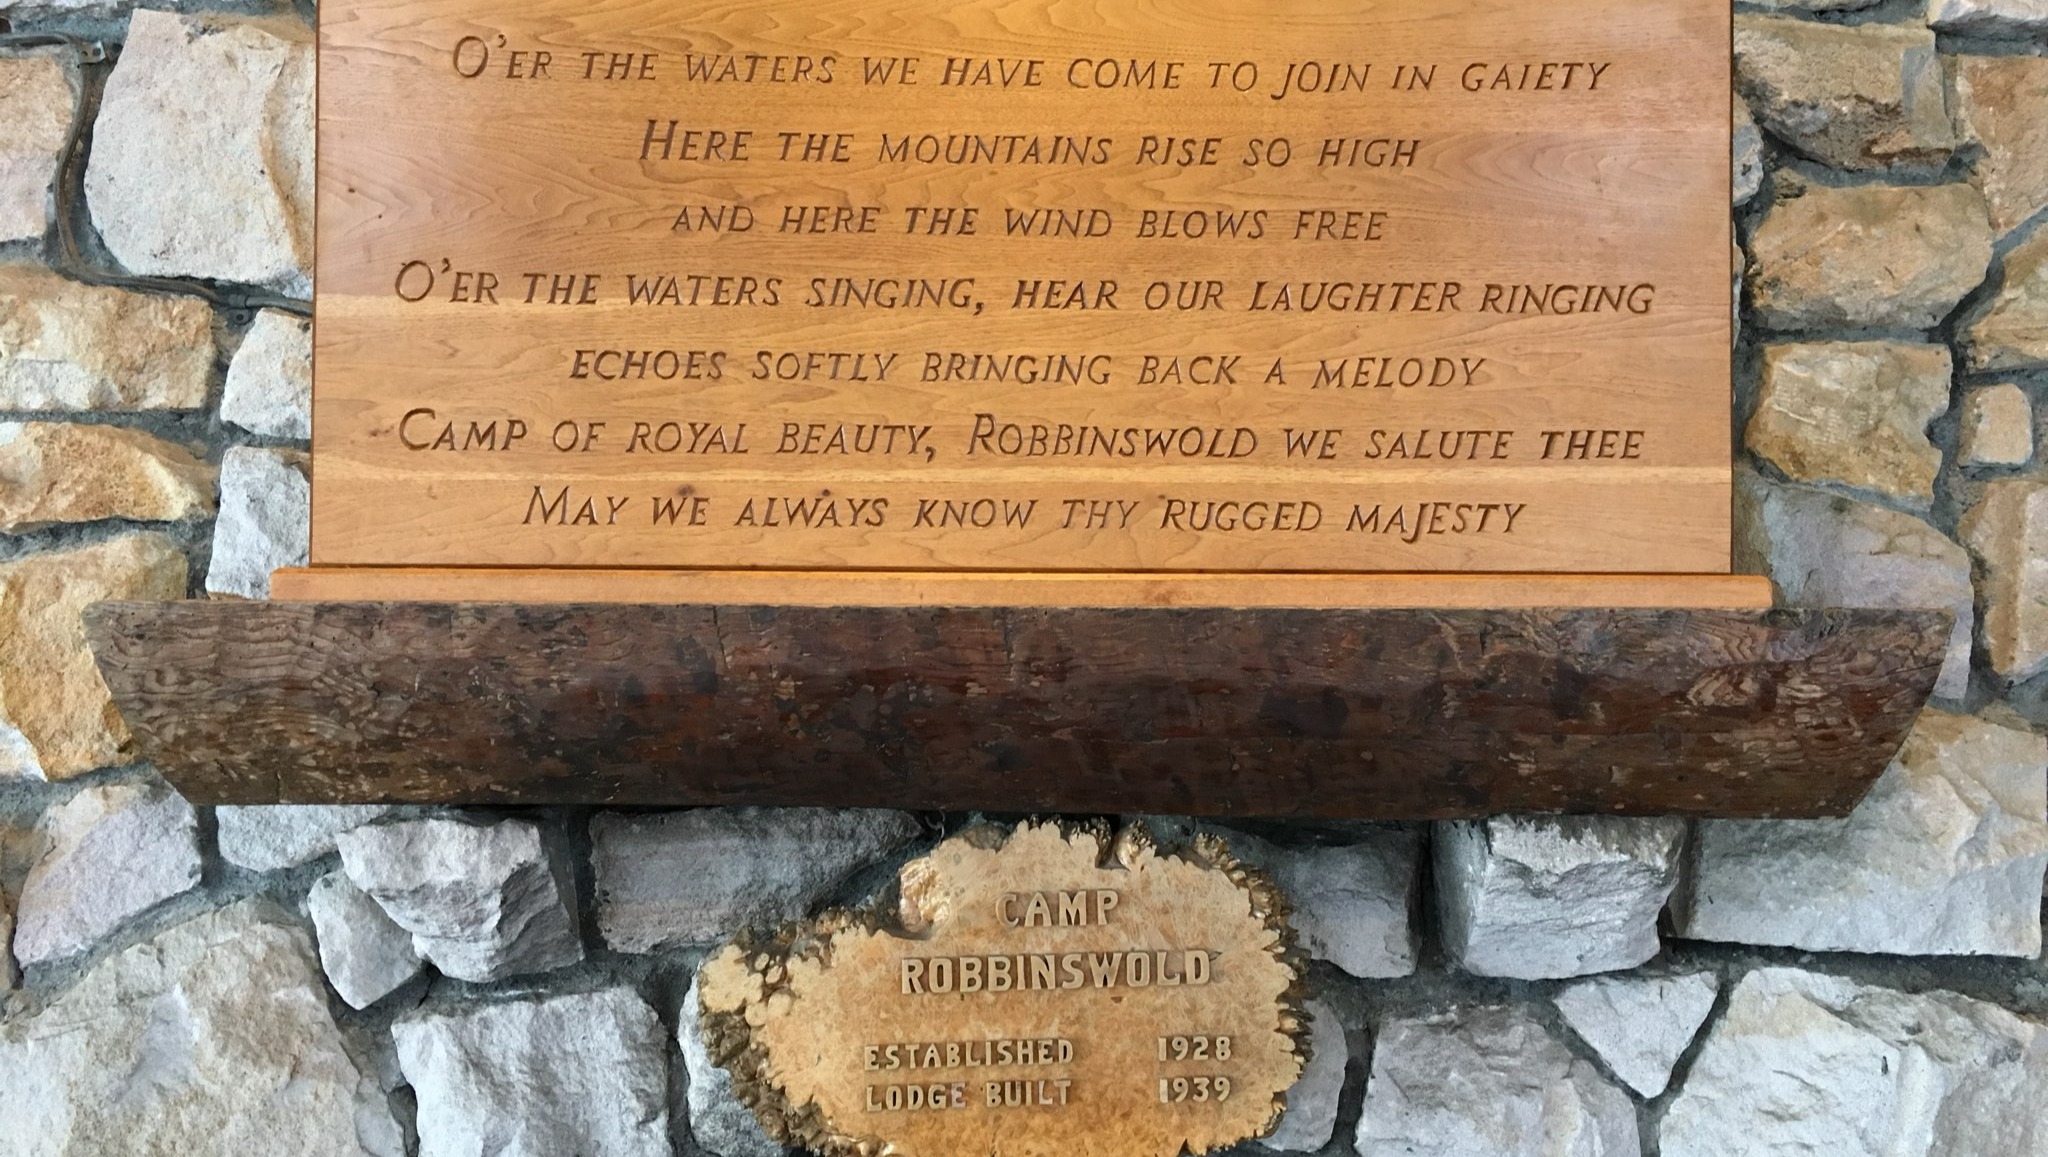 O'ER THE WATERS WE HAVE COME TO JOIN IN GAIETY
HERE THE MOUNTAINS RISE SO HIGH
AND HERE THE WIND BLOWS FREE
O'ER THE WATERS SINGING, HEAR OUR LAUGHTER RINGING
ECHOES SOFTLY BRINGING BACK A MELODY
CAMP OF ROYAL BEAUTY, ROBBINSWOLD WE SALUTE THEE
MAY WE ALWAYS KNOW THY RUGGED MAJESTY
CAMP
ROBBINSWOLD
ESTABLISHED 1928
LODGE BUILT 1939